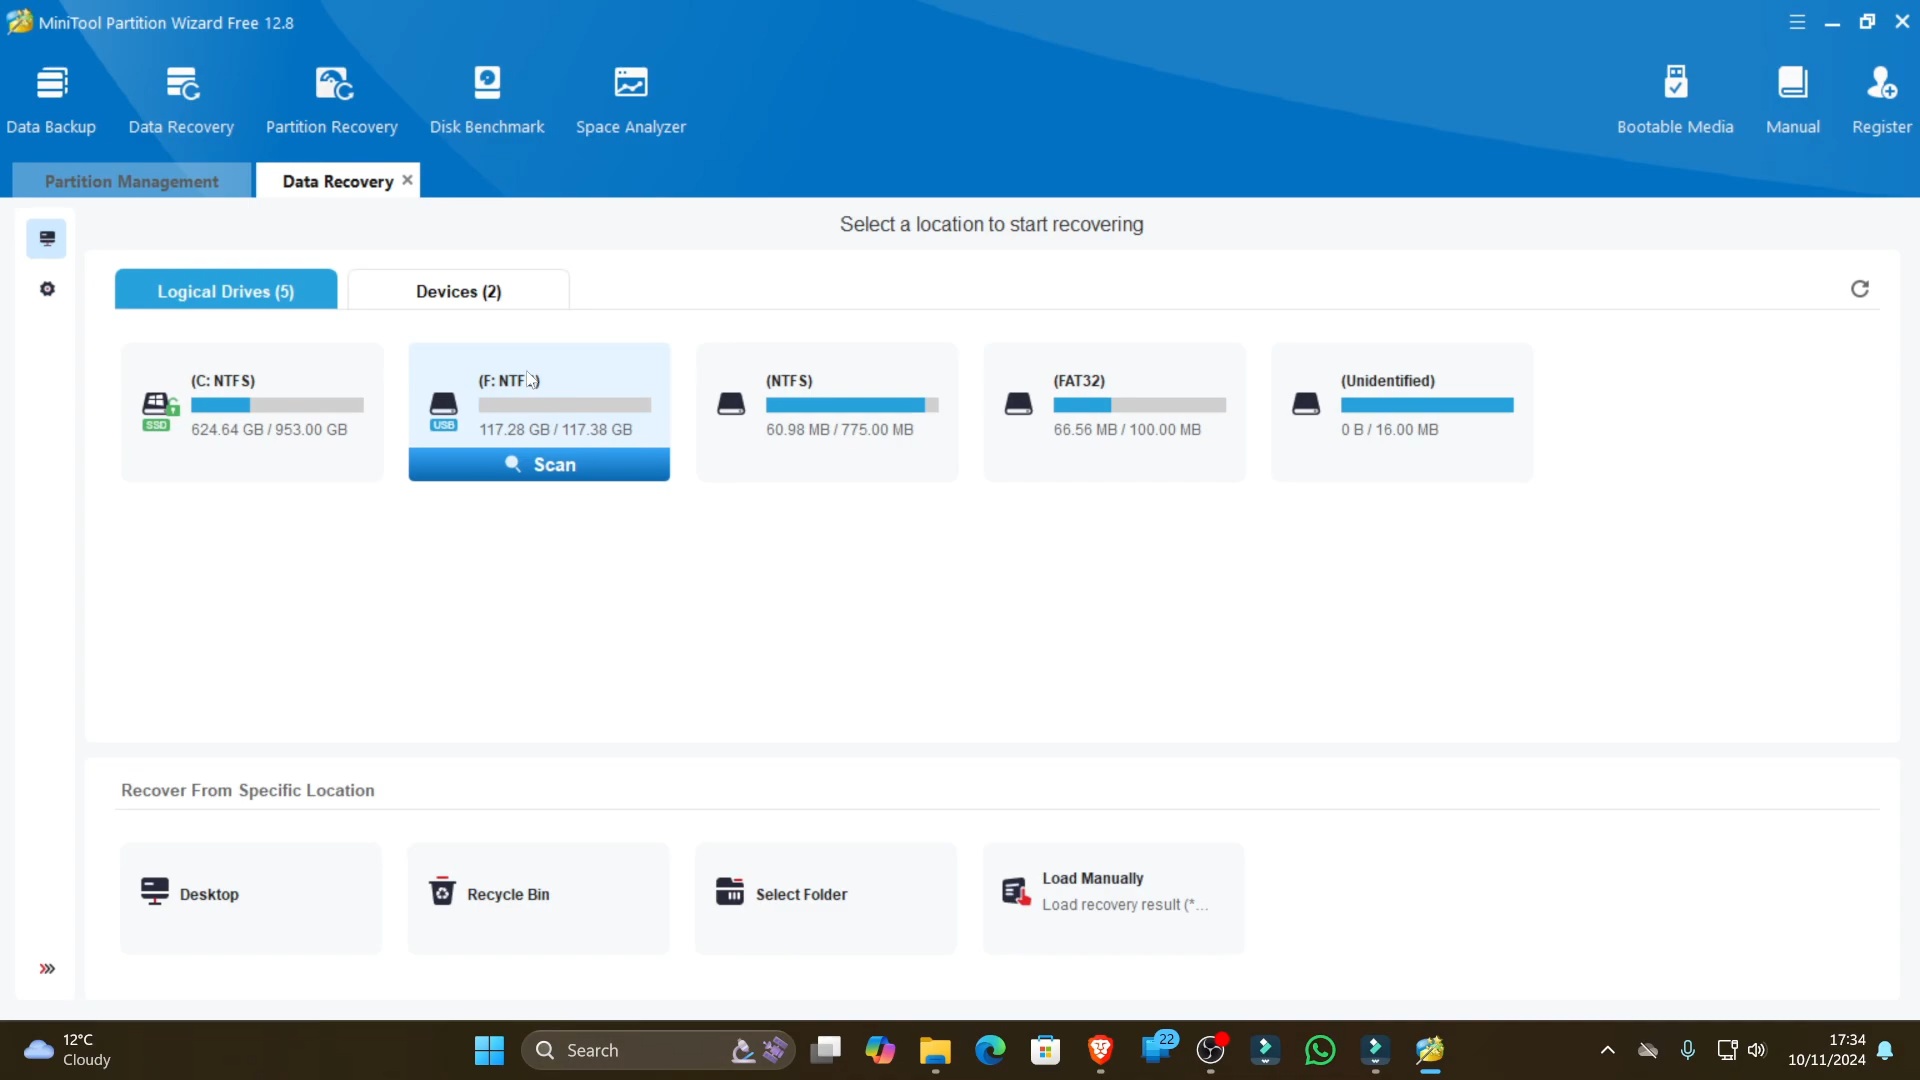 MiniTool Partition Wizard Free 12.8
Data Backup
Data Recovery
Partition Recovery
Disk Benchmark
Space Analyzer
Bootable Media
Manual
Register
Partition Management
Data Recovery
Select a location to start recovering
Logical Drives (5)
Devices (2)
(C: NTFS)
SSD
624.64 GB / 953.00 GB
(F: NTFS)
USB
117.28 GB / 117.38 GB
Scan
(NTFS)
60.98 MB / 775.00 MB
(FAT32)
66.56 MB / 100.00 MB
(Unidentified)
0 B / 16.00 MB
Recover From Specific Location
Desktop
Recycle Bin
Select Folder
Load Manually
Load recovery result (*...
12°C
Cloudy
Search
22
17:34
10/11/2024